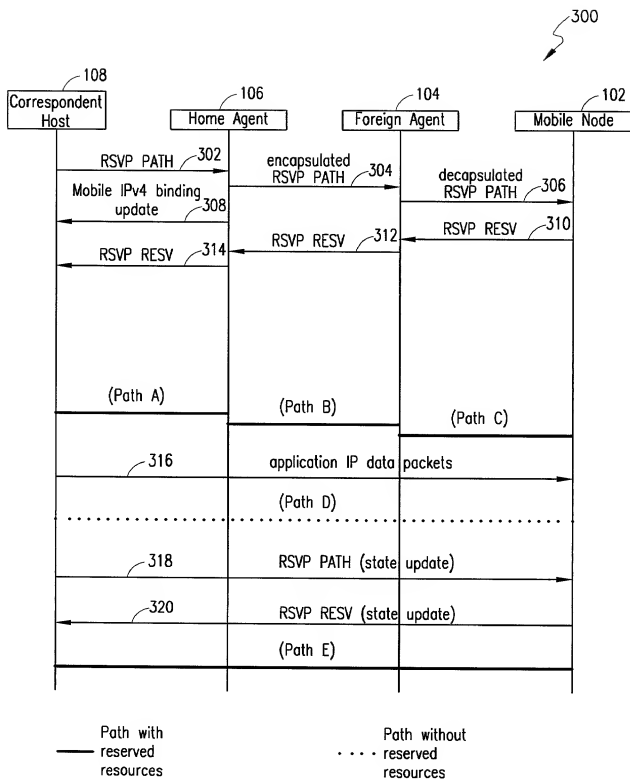 300
108
106
104
102
Correspondent
Host
Home Agent
Foreign Agent
Mobile Node
RSVP PATH
302
encapsulated
RSVP PATH
304
decapsulated
RSVP PATH
306
Mobile IPv4 binding
update
308
RSVP RESV
310
RSVP RESV
312
RSVP RESV
314
(Path A)
(Path B)
(Path C)
316
application IP data packets
(Path D)
318
RSVP PATH (state update)
320
RSVP RESV (state update)
(Path E)
Path with
reserved
resources
Path without
reserved
resources